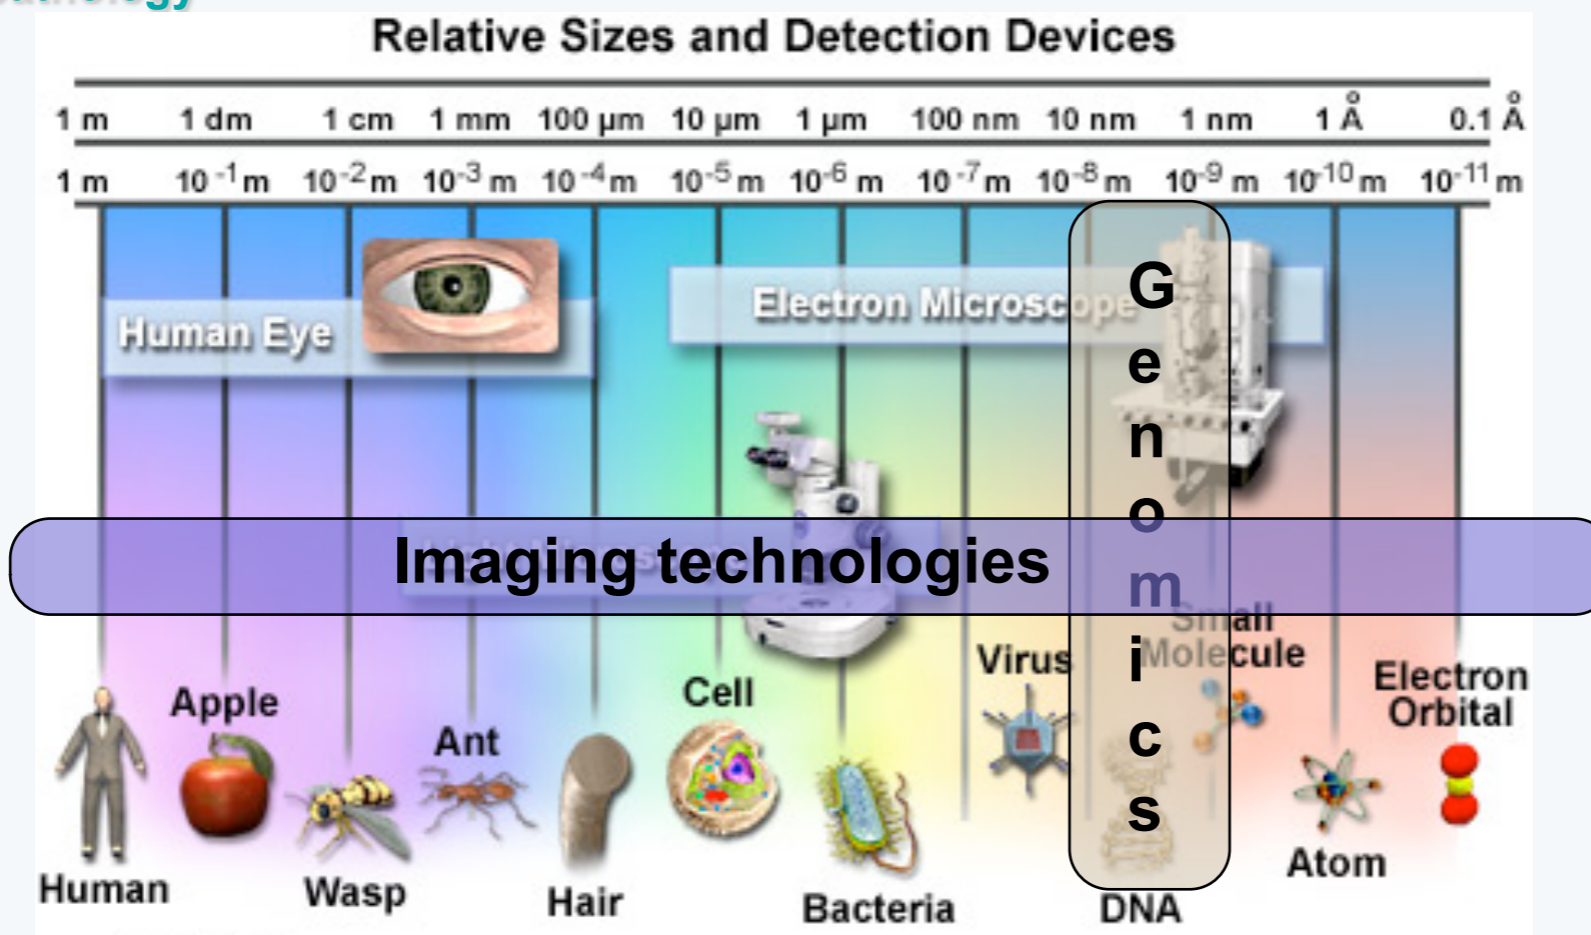 Relative Sizes and Detection Devices
1 m 1 dm 1 cm 1 mm 100 µm 10 µm 1 µm 100 nm 10 nm 1 nm 1 Å 0.1 Å
1 m 10⁻¹ m 10⁻² m 10⁻³ m 10⁻⁴ m 10⁻⁵ m 10⁻⁶ m 10⁻⁷ m 10⁻⁸ m 10⁻⁹ m 10⁻¹⁰ m 10⁻¹¹ m
Human Eye
Electron Microscope
Genomics
Imaging technologies
Small
Molecule
Virus
Electron
Orbital
Cell
Apple
Ant
Atom
Human
Wasp
Hair
Bacteria
DNA